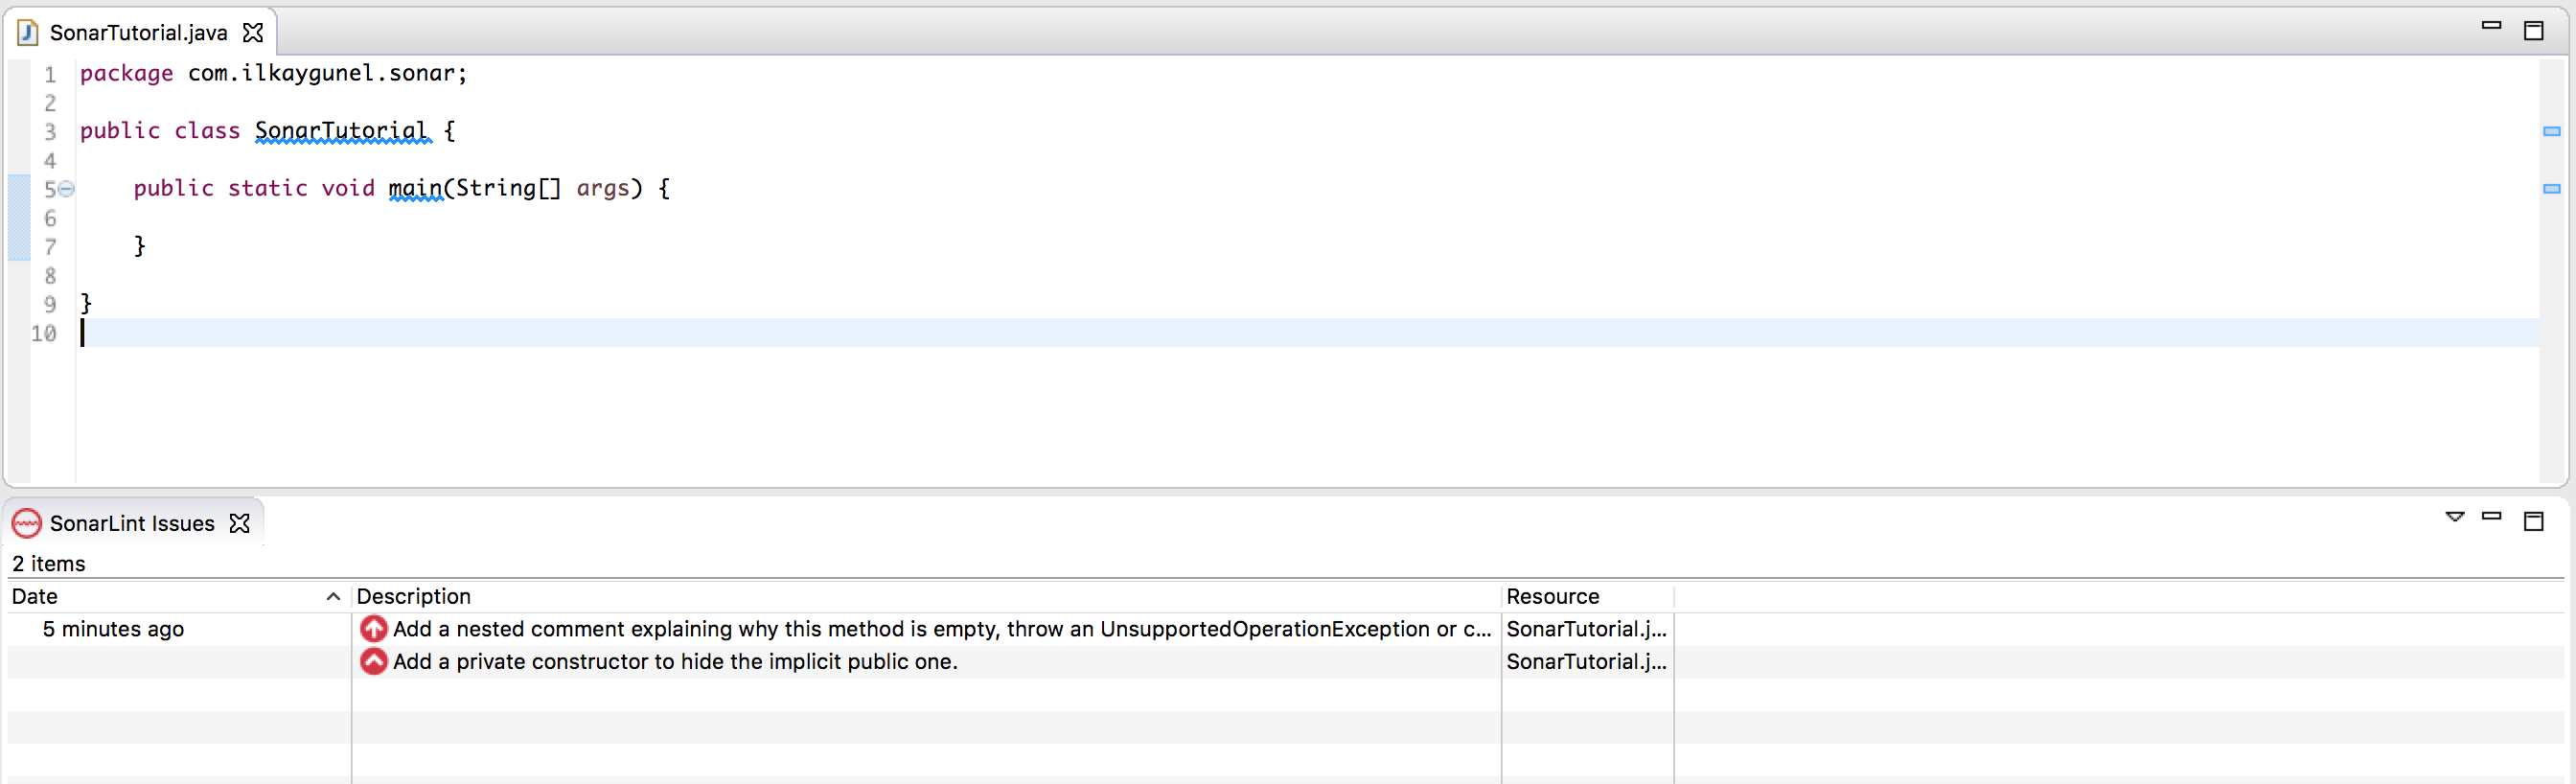 SonarTutorial.java
1 package com.ilkaygunel.sonar;
2
3 public class SonarTutorial {
4
5 public static void main(String[] args) {
6
7 }
8
9 }
10
SonarLint Issues
2 items
Date Description Resource
5 minutes ago Add a nested comment explaining why this method is empty, throw an UnsupportedOperationException or c... SonarTutorial.j...
Add a private constructor to hide the implicit public one. SonarTutorial.j...